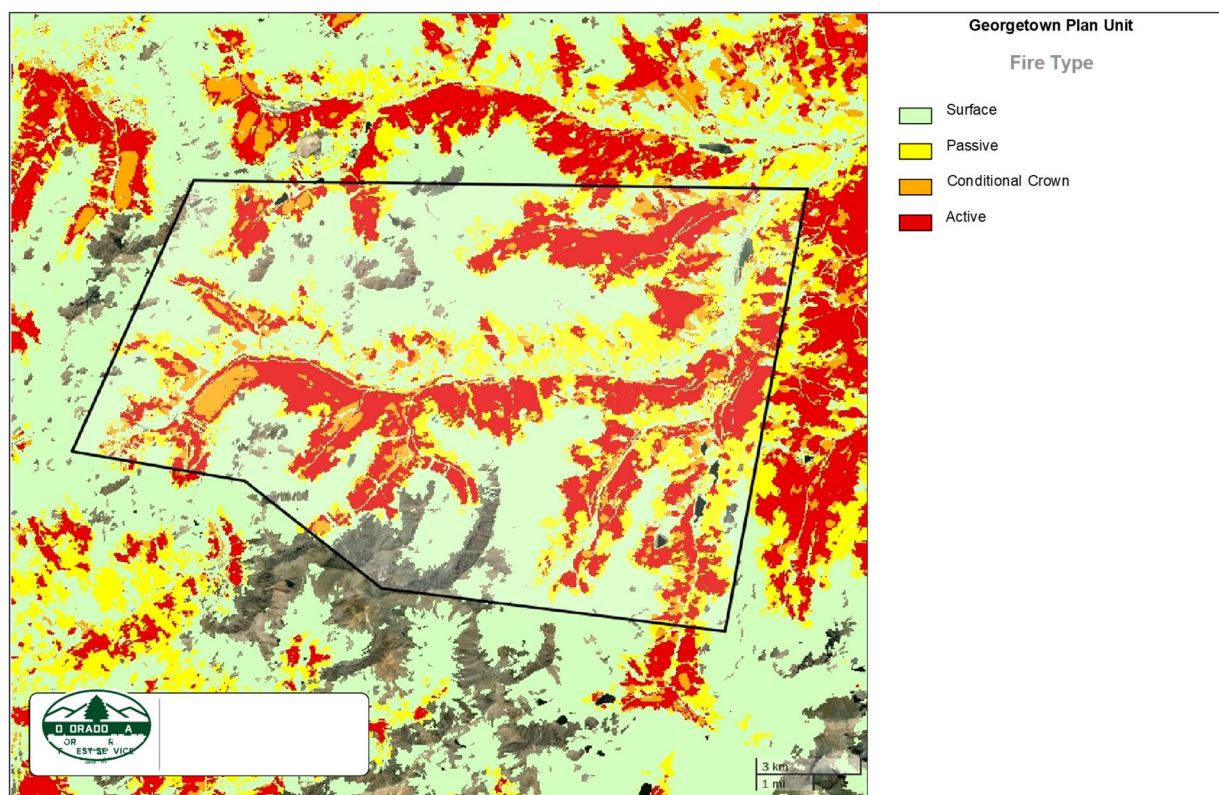 Georgetown Plan Unit
Fire Type
Surface
Passive
Conditional Crown
Active
3 km
1 mi